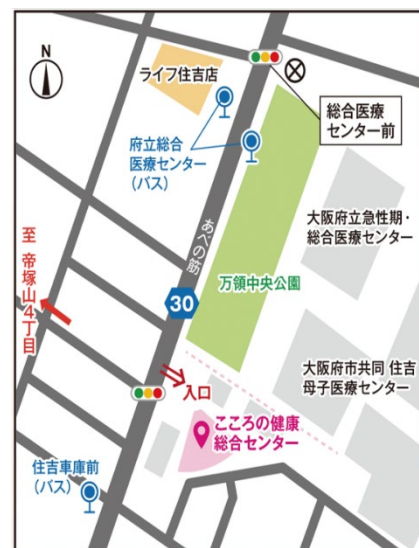 N
ライフ住吉店
総合医療
センター前
府立総合
医療センター
(バス)
大阪府立急性期・
総合医療センター
あべの筋
万領中央公園
30
至 帝塚山4丁目
入口
大阪府市共同 住吉
母子医療センター
こころの健康
総合センター
住吉車庫前
(バス)